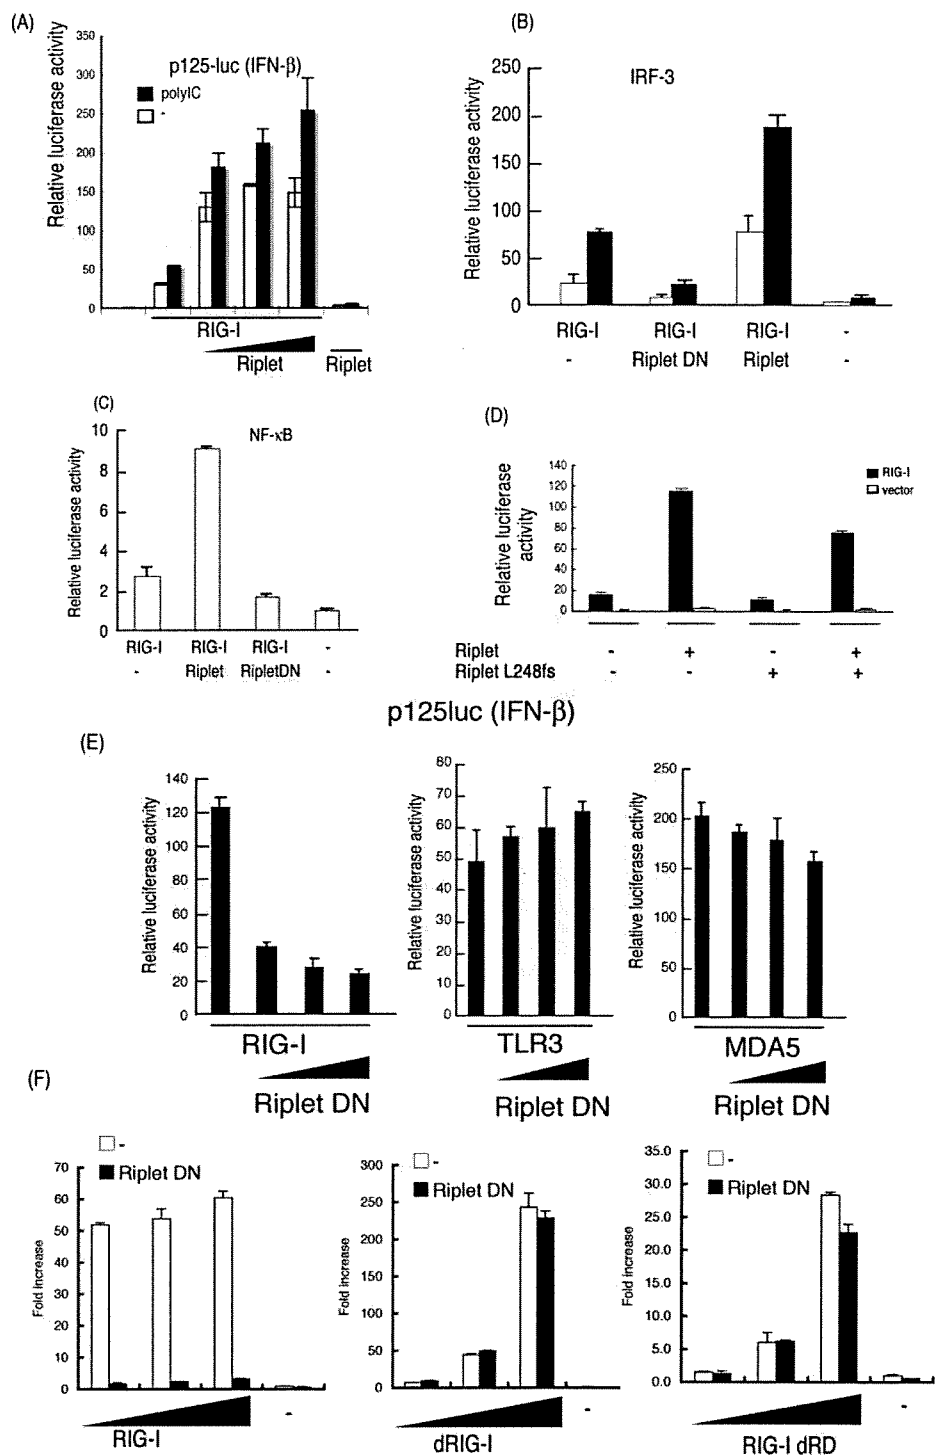 (A)
Relative luciferase activity
350
300
250
200
150
100
50
0
p125-luc (IFN-β)
polyIC
-
RIG-I
Riplet
Riplet
(B)
Relative luciferase activity
250
200
150
100
50
0
IRF-3
RIG-I RIG-I RIG-I -
- Riplet DN Riplet -
(C)
Relative luciferase activity
10
8
6
4
2
0
NF-κB
RIG-I RIG-I RIG-I -
- Riplet RipletDN -
(D)
Relative luciferase
activity
140
120
100
80
60
40
20
0
RIG-I
vector
Riplet - + - +
Riplet L248fs - - + +
p125luc (IFN-β)
(E)
Relative luciferase activity
140
120
100
80
60
40
20
0
RIG-I
Riplet DN
Relative luciferase activity
80
70
60
50
40
30
20
10
0
TLR3
Riplet DN
Relative luciferase activity
250
200
150
100
50
0
MDA5
Riplet DN
(F)
-
Riplet DN
Fold increase
70
60
50
40
30
20
10
0
RIG-I
-
-
Riplet DN
Fold increase
300
250
200
150
100
50
0
dRIG-I
-
-
Riplet DN
Fold increase
35.0
30.0
25.0
20.0
15.0
10.0
5.0
0.0
RIG-I dRD
-